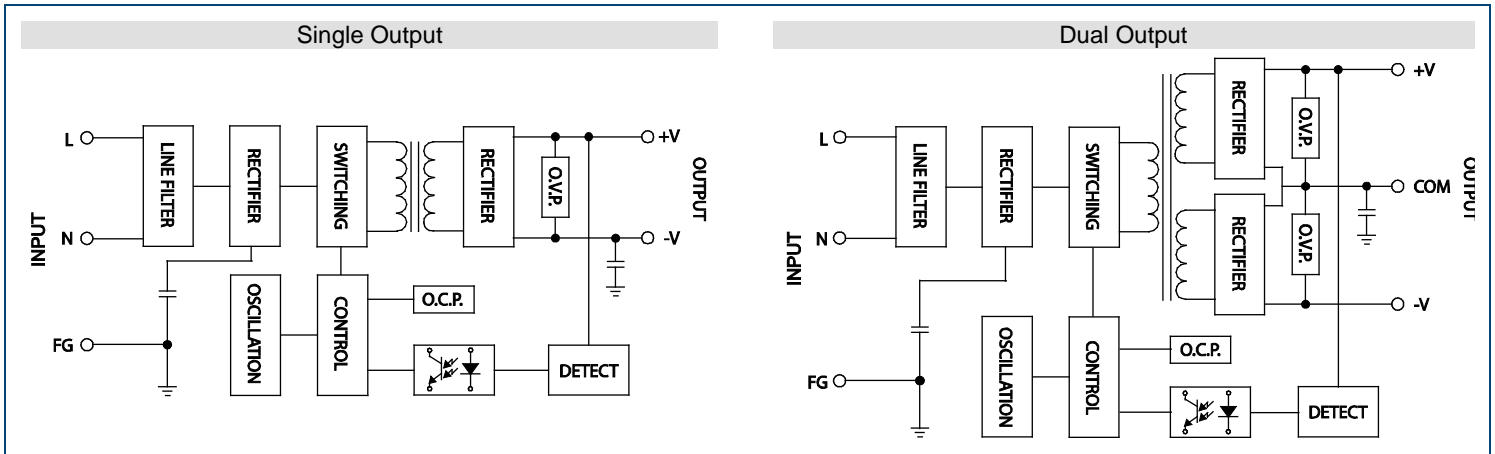 Single Output
L
N
INPUT
FG
LINE FILTER
RECTIFIER
SWITCHING
RECTIFIER
O.V.P.
+V
-V
OUTPUT
OSCILLATION
CONTROL
O.C.P.
DETECT
Dual Output
L
N
INPUT
FG
LINE FILTER
RECTIFIER
SWITCHING
RECTIFIER
RECTIFIER
O.V.P.
O.V.P.
+V
COM
-V
OUTPUT
OSCILLATION
CONTROL
O.C.P.
DETECT